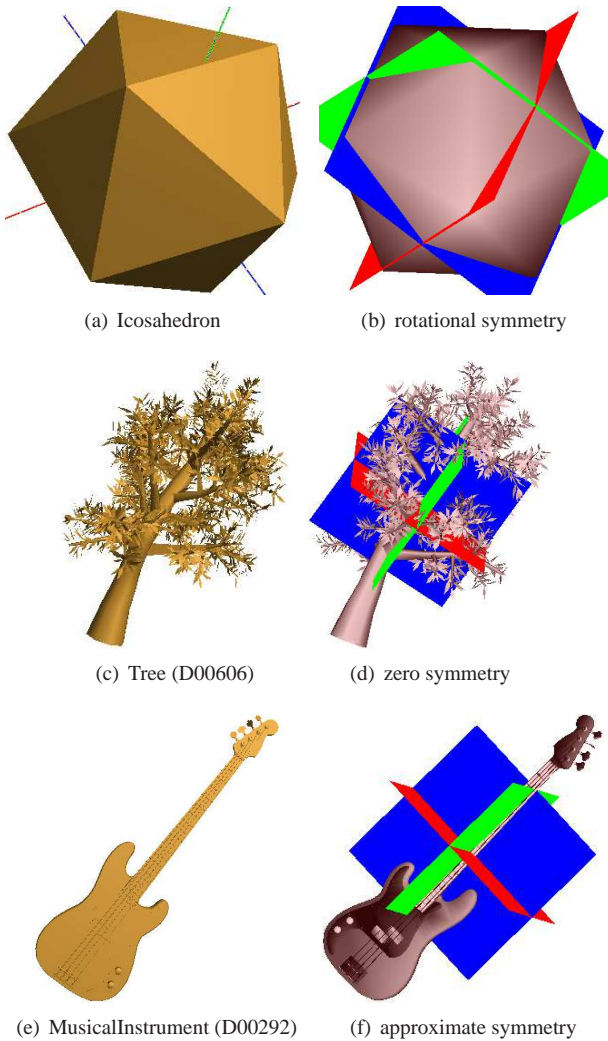 (a) Icosahedron
(b) rotational symmetry
(c) Tree (D00606)
(d) zero symmetry
(e) MusicalInstrument (D00292)
(f) approximate symmetry